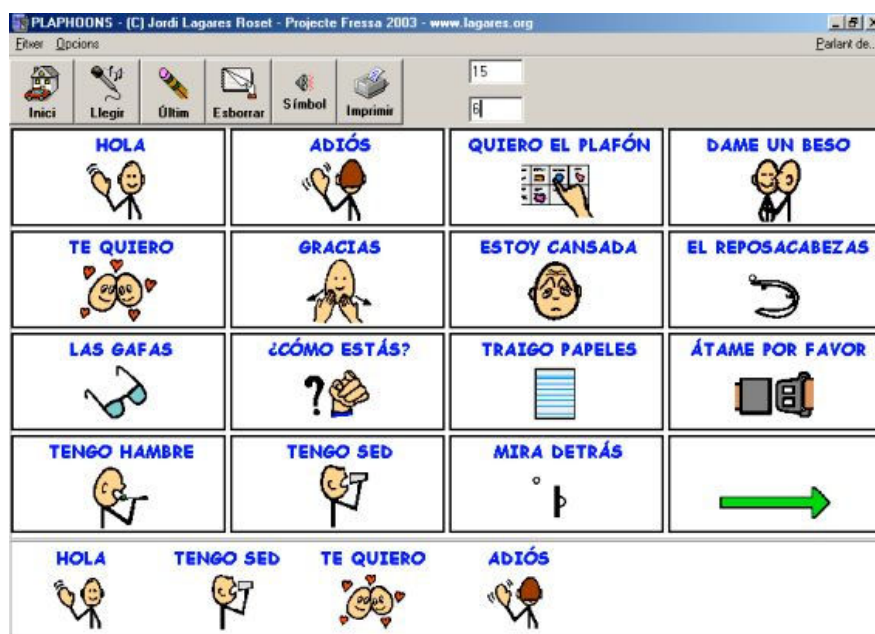 PLAPHOONS - (C) Jordi Lagares Roset - Projecte Fressa 2003 - www.lagares.org
Fitxer Opcions Parlant de...
15
Inici Llegir Últim Esborrar Símbol Imprimir
6
HOLA ADIÓS QUIERO EL PLAFÓN DAME UN BESO
TE QUIERO GRACIAS ESTOY CANSADA EL REPOSACABEZAS
LAS GAFAS ¿CÓMO ESTÁS? TRAIGO PAPELES ÁTAME POR FAVOR
TENGO HAMBRE TENGO SED MIRA DETRÁS
HOLA TENGO SED TE QUIERO ADIÓS